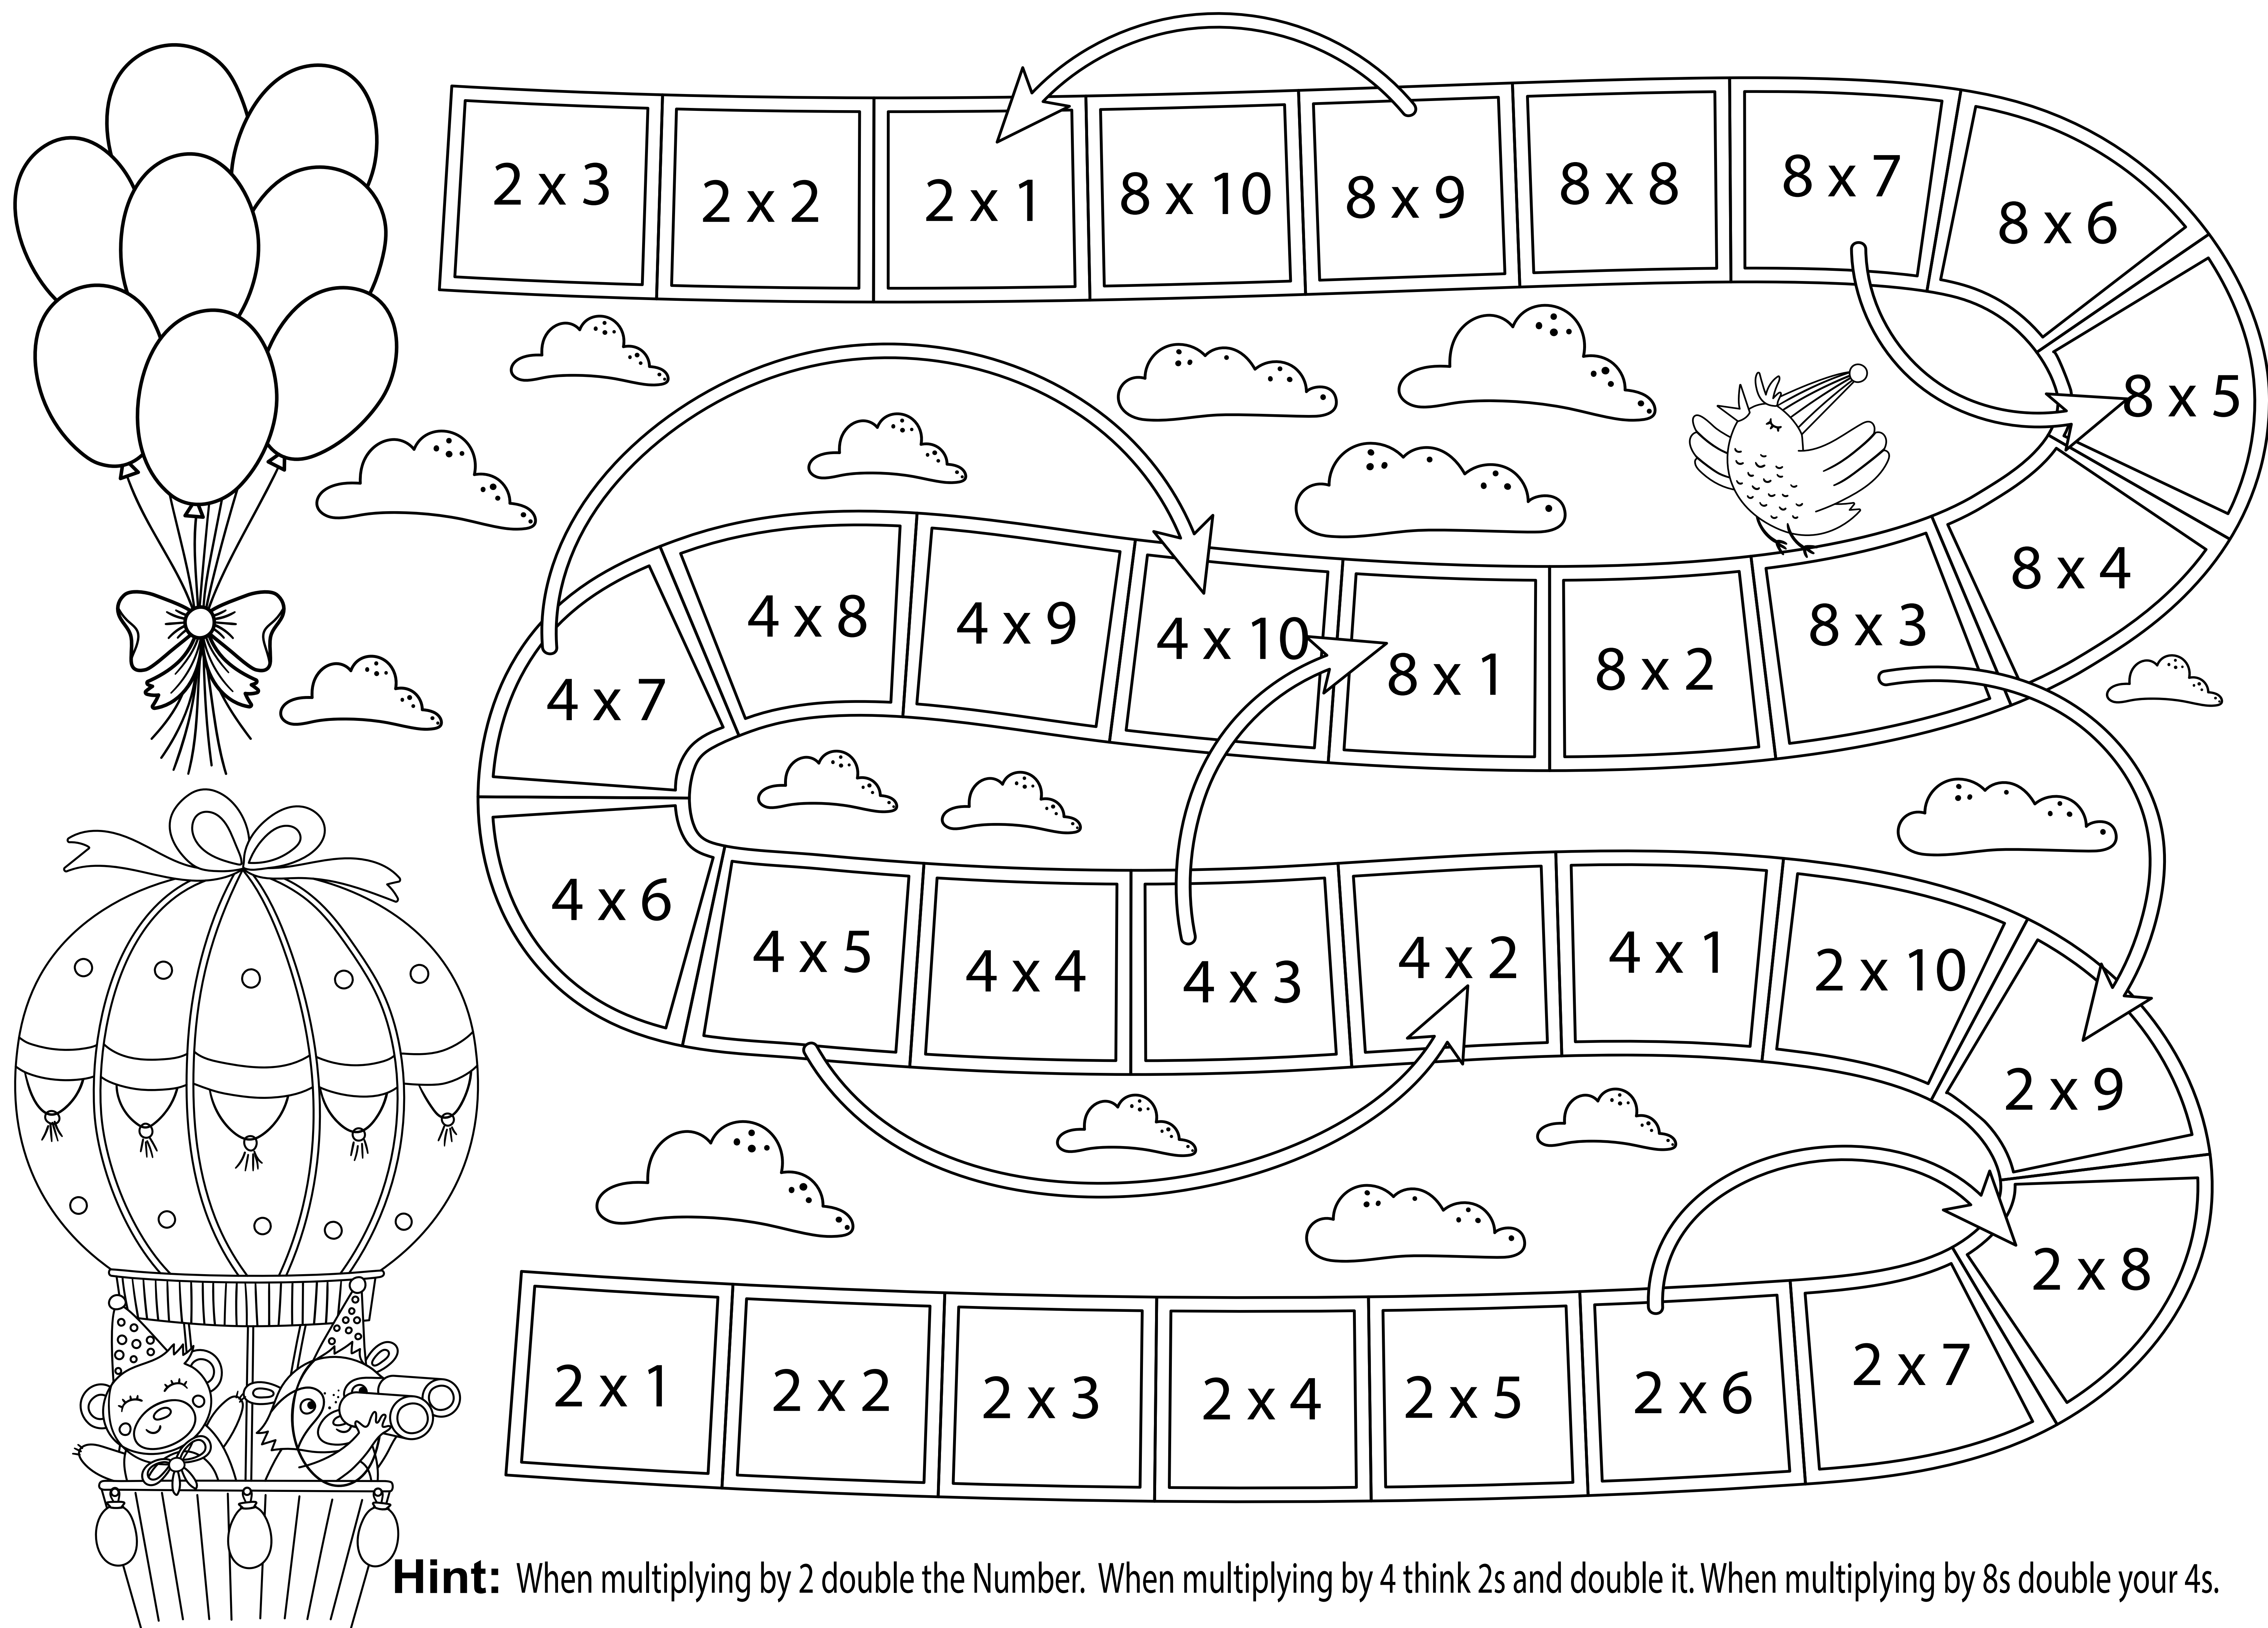 2 x 3 2 x 2 2 x 1 8 x 10 8 x 9 8 x 8 8 x 7 8 x 6
8 x 5
8 x 4
4 x 7 4 x 8 4 x 9 4 x 10 8 x 1 8 x 2 8 x 3
4 x 6 4 x 5 4 x 4 4 x 3 4 x 2 4 x 1 2 x 10
2 x 9
2 x 8
2 x 1 2 x 2 2 x 3 2 x 4 2 x 5 2 x 6 2 x 7
Hint: When multiplying by 2 double the Number. When multiplying by 4 think 2s and double it. When multiplying by 8s double your 4s.